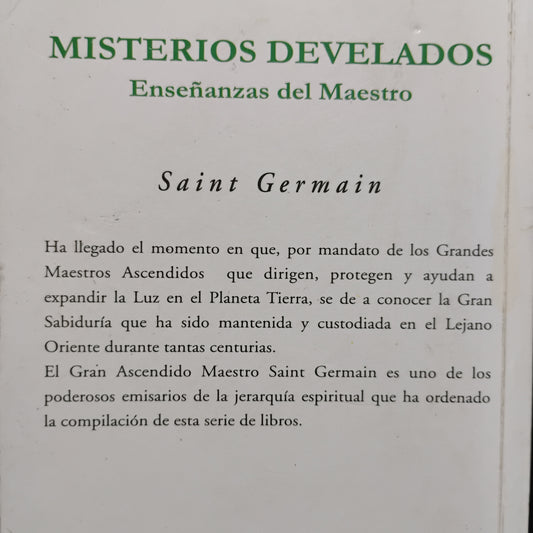 MISTERIOS DEVELADOS
Enseñanzas del Maestro
Saint Germain
Ha llegado el momento en que, por mandato de los Grandes
Maestros Ascendidos que dirigen, protegen y ayudan a
expandir la Luz en el Planeta Tierra, se de a conocer la Gran
Sabiduría que ha sido mantenida y custodiada en el Lejano
Oriente durante tantas centurias.
El Gran Ascendido Maestro Saint Germain es uno de los
poderosos emisarios de la jerarquía espiritual que ha ordenado
la compilación de esta serie de libros.